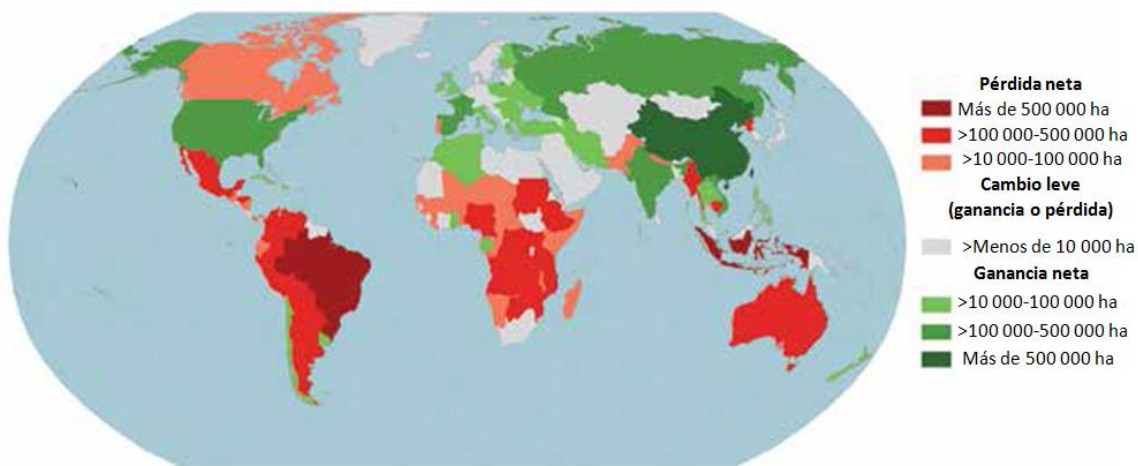 Pérdida neta
Más de 500 000 ha
>100 000-500 000 ha
>10 000-100 000 ha
Cambio leve
(ganancia o pérdida)
>Menos de 10 000 ha
Ganancia neta
>10 000-100 000 ha
>100 000-500 000 ha
Más de 500 000 ha